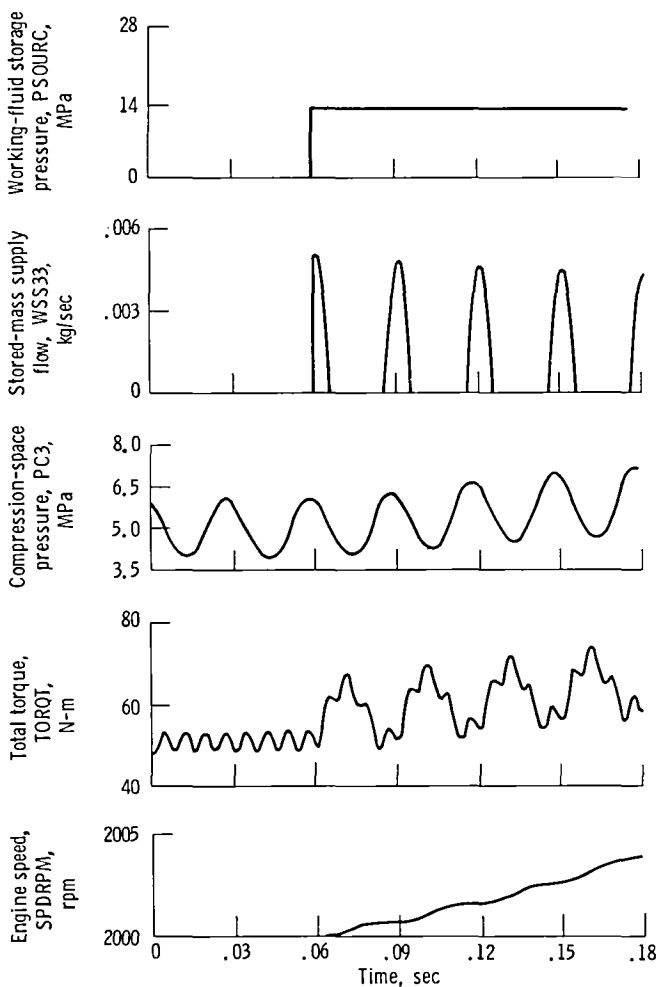 Working-fluid storage
pressure, PSOURC,
MPa
28
14
0
Stored-mass supply
flow, WSS33,
kg/sec
.006
.003
0
Compression-space
pressure, PC3,
MPa
8.0
6.5
5.0
3.5
Total torque,
TORQT,
N-m
80
60
40
Engine speed,
SPDRPM,
rpm
2005
2000
0 .03 .06 .09 .12 .15 .18
Time, sec